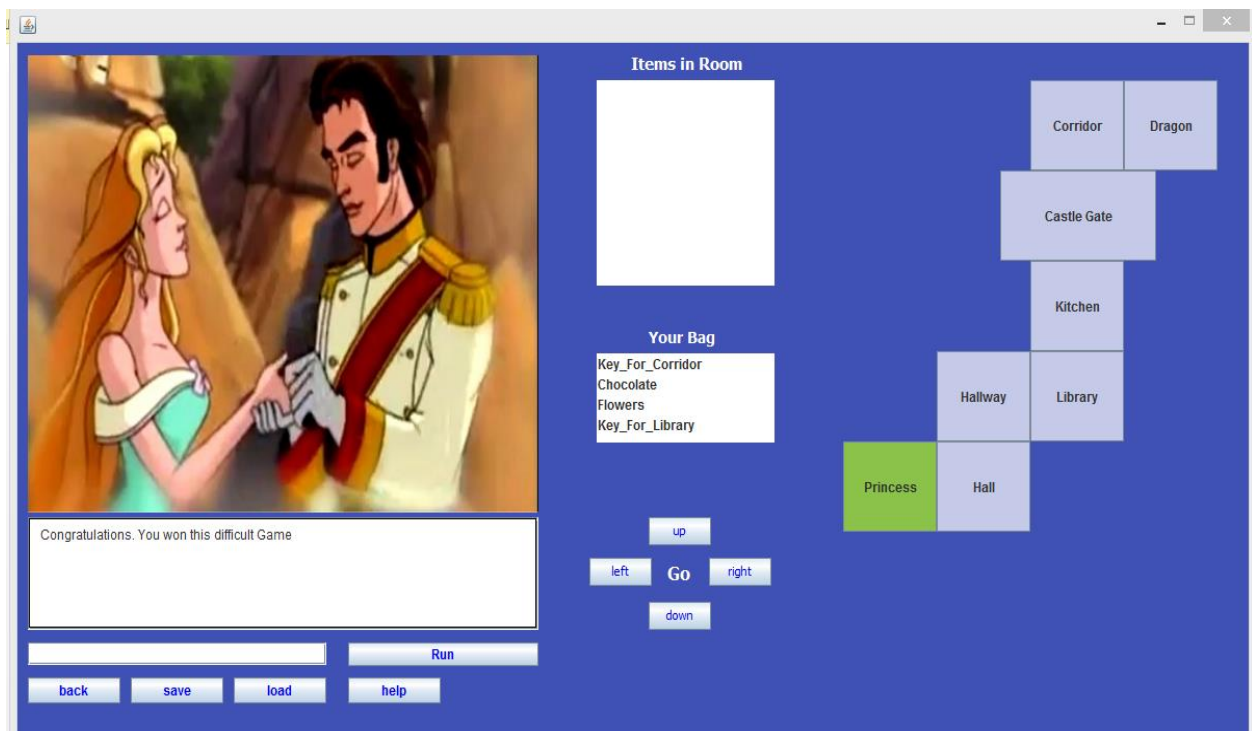 Items in Room
Corridor
Dragon
Castle Gate
Kitchen
Your Bag
Key_For_Corridor
Chocolate
Flowers
Key_For_Library
Hallway
Library
Princess
Hall
Congratulations. You won this difficult Game
up
left
Go
right
down
Run
back
save
load
help